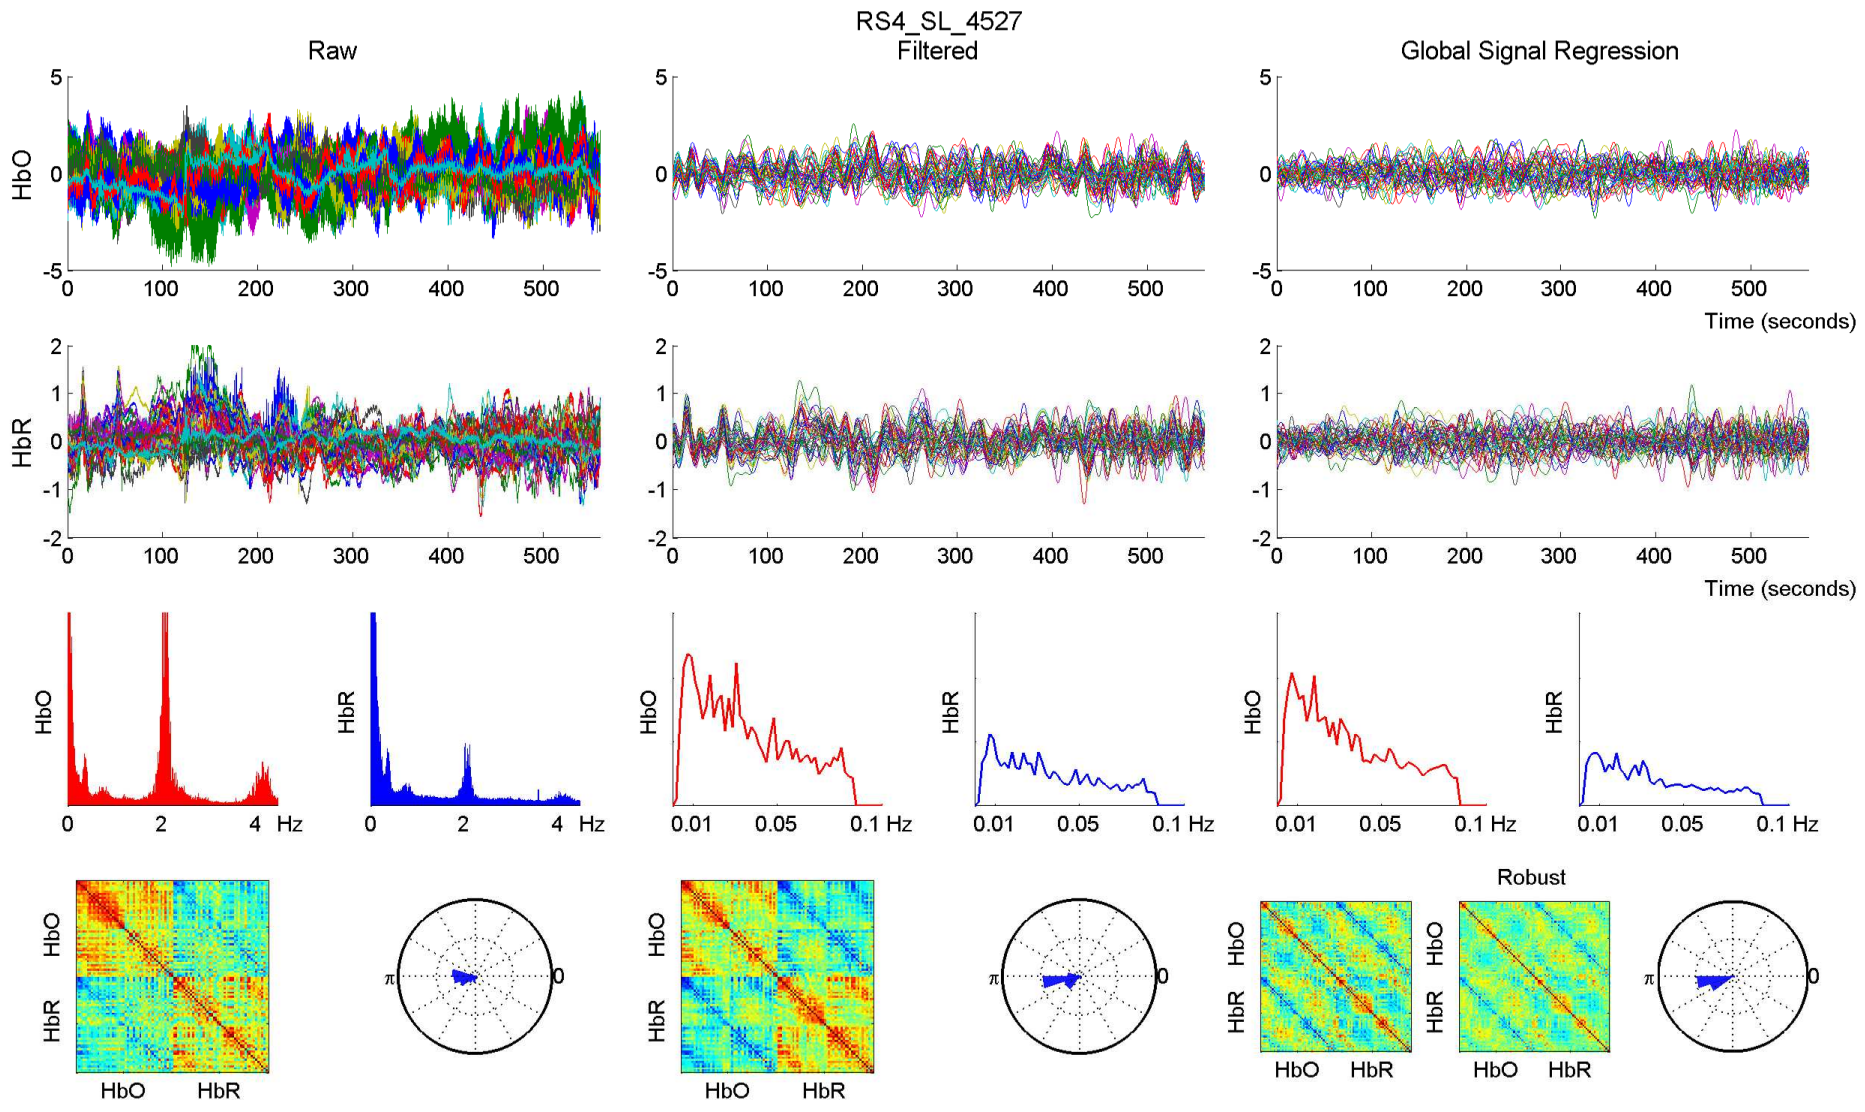 RS4_SL_4527
Raw
Filtered
Global Signal Regression
HbO
5
0
-5
0 100 200 300 400 500
5
0
-5
0 100 200 300 400 500
5
0
-5
0 100 200 300 400 500
Time (seconds)
HbR
2
1
0
-1
-2
0 100 200 300 400 500
2
1
0
-1
-2
0 100 200 300 400 500
2
1
0
-1
-2
0 100 200 300 400 500
Time (seconds)
HbO
0 2 4 Hz
HbR
0 2 4 Hz
HbO
0.01 0.05 0.1 Hz
HbR
0.01 0.05 0.1 Hz
HbO
0.01 0.05 0.1 Hz
HbR
0.01 0.05 0.1 Hz
HbO
HbR
HbO HbR
π 0
HbO
HbR
HbO HbR
π 0
HbO
HbR
HbO HbR
Robust
HbO
HbR
HbO HbR
π 0